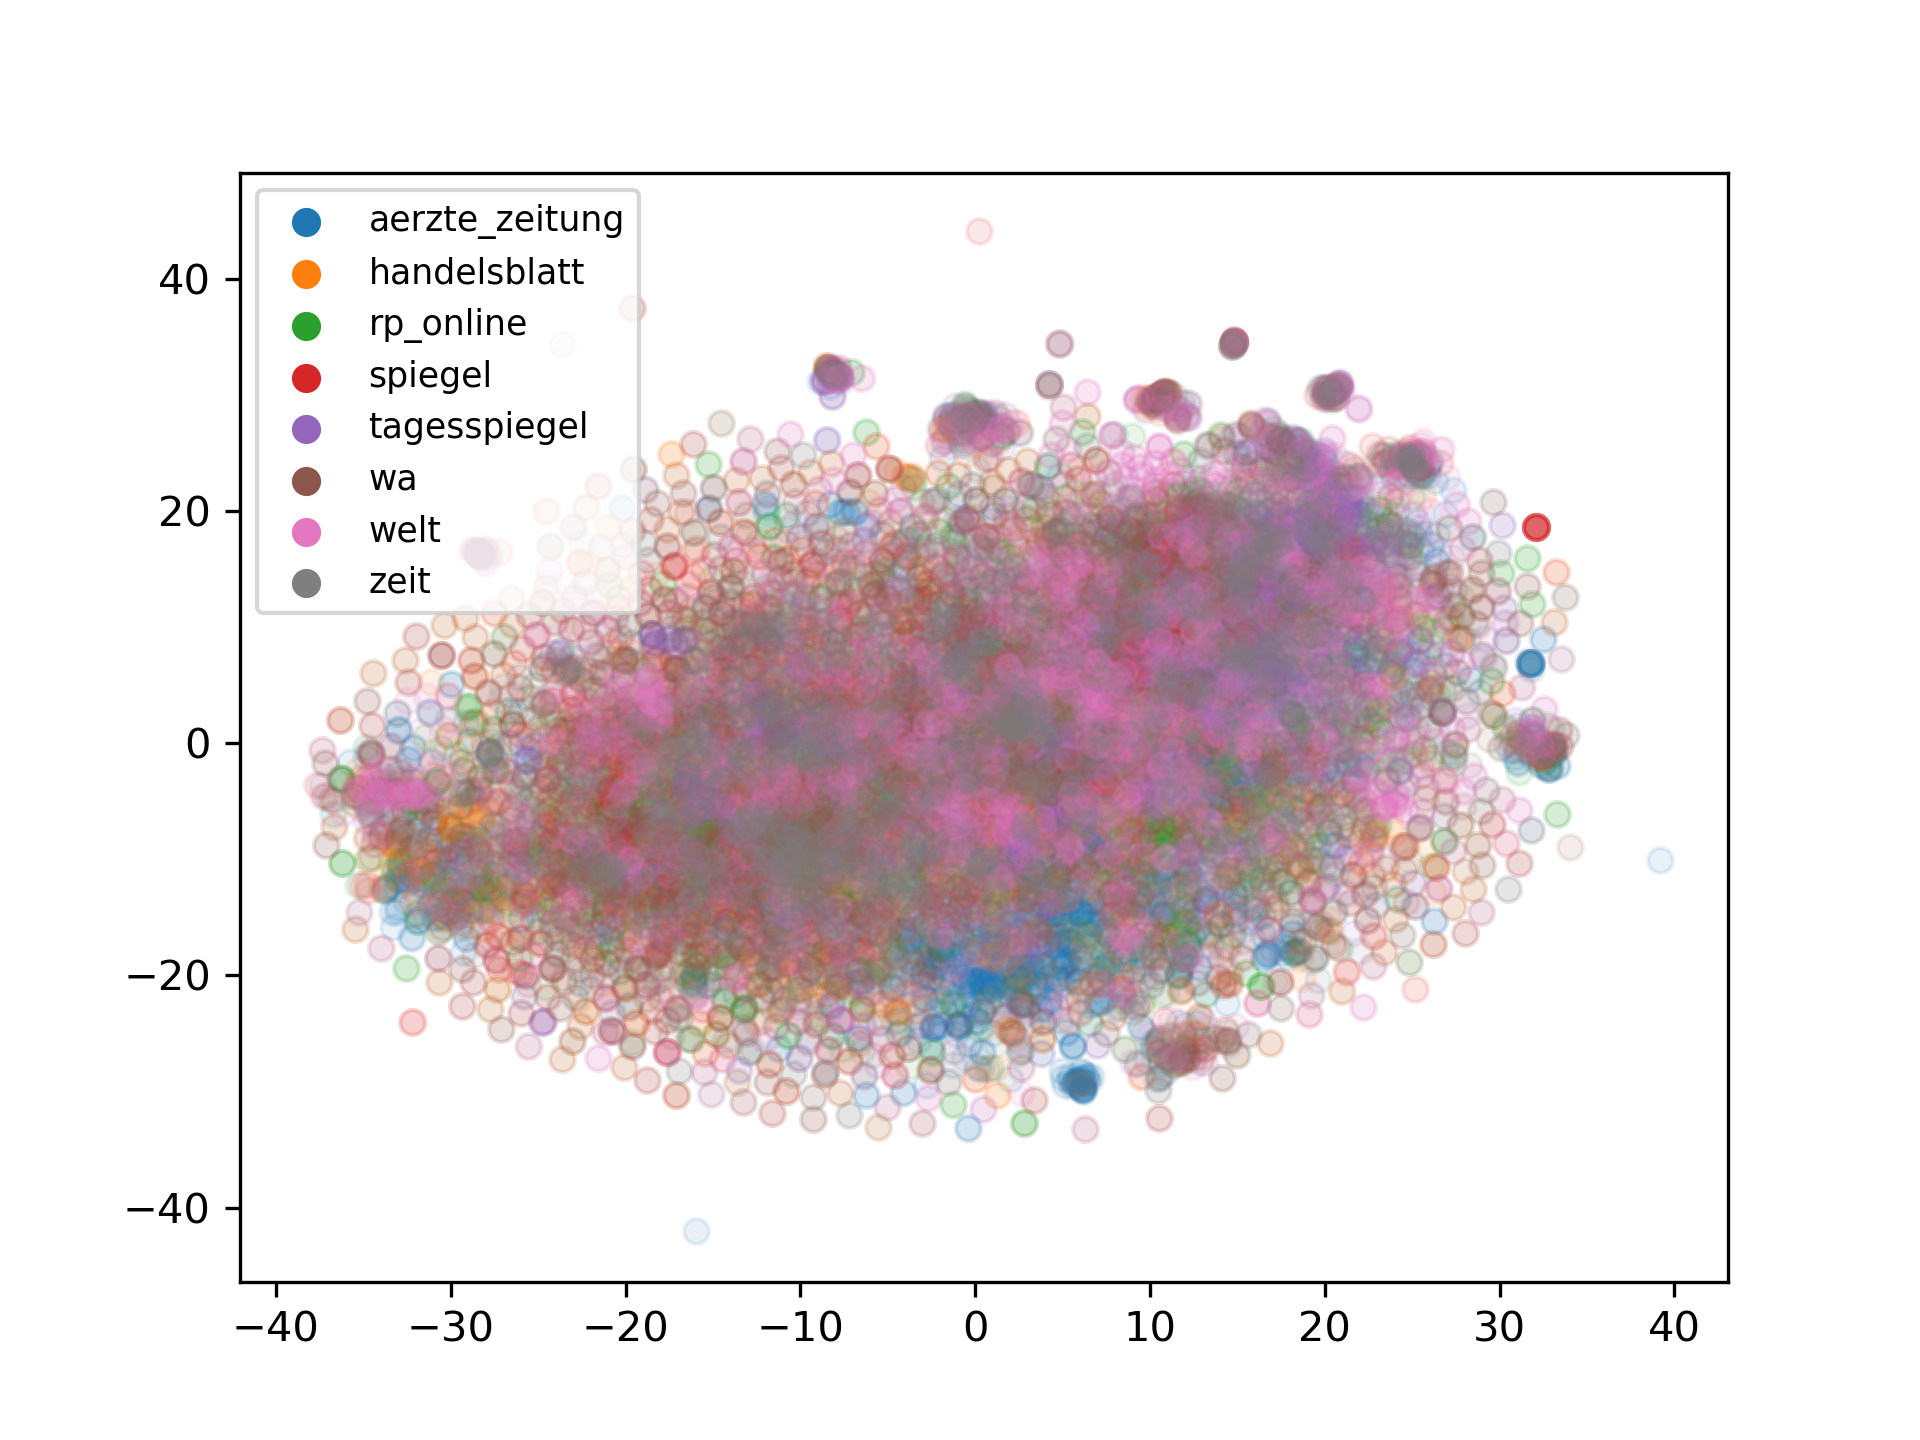 aerzte_zeitung
handelsblatt
rp_online
spiegel
tagesspiegel
wa
welt
zeit
40
20
0
−20
−40
−40 −30 −20 −10 0 10 20 30 40